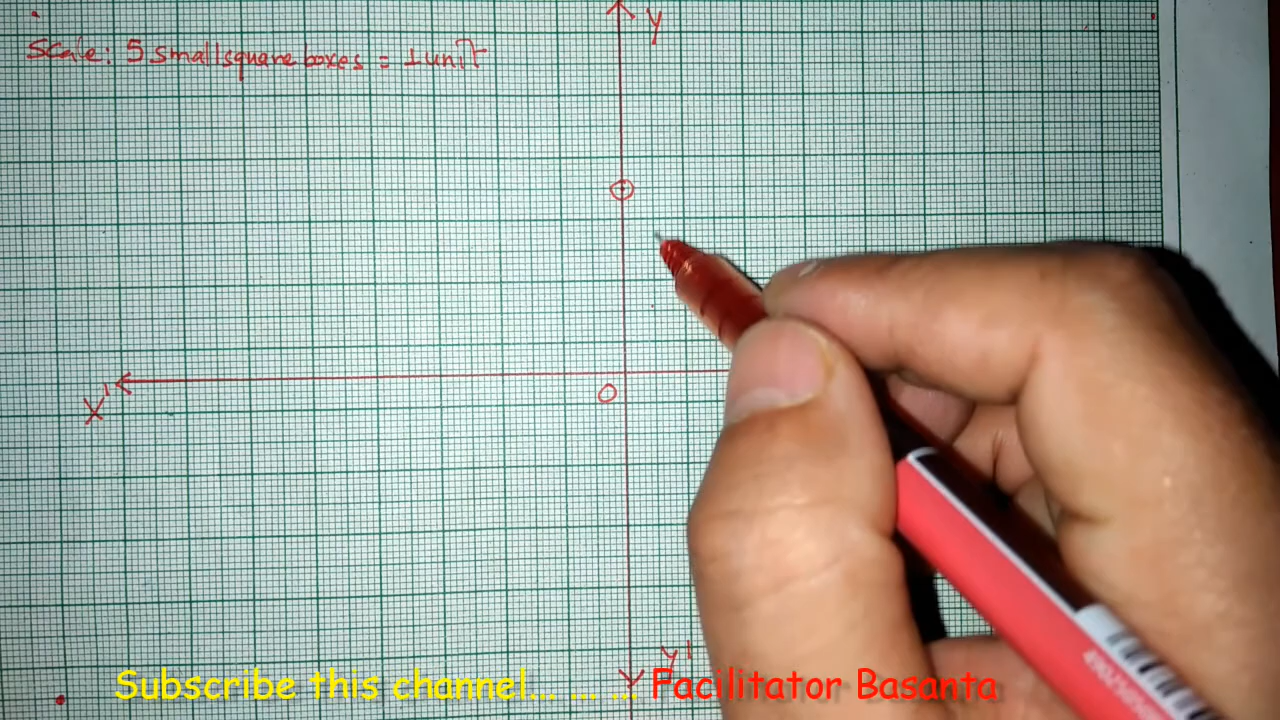 Y
Scale: 5 small square boxes = 1 unit
X'
O
Y'
Subscribe this channel... ... ... Facilitator Basanta